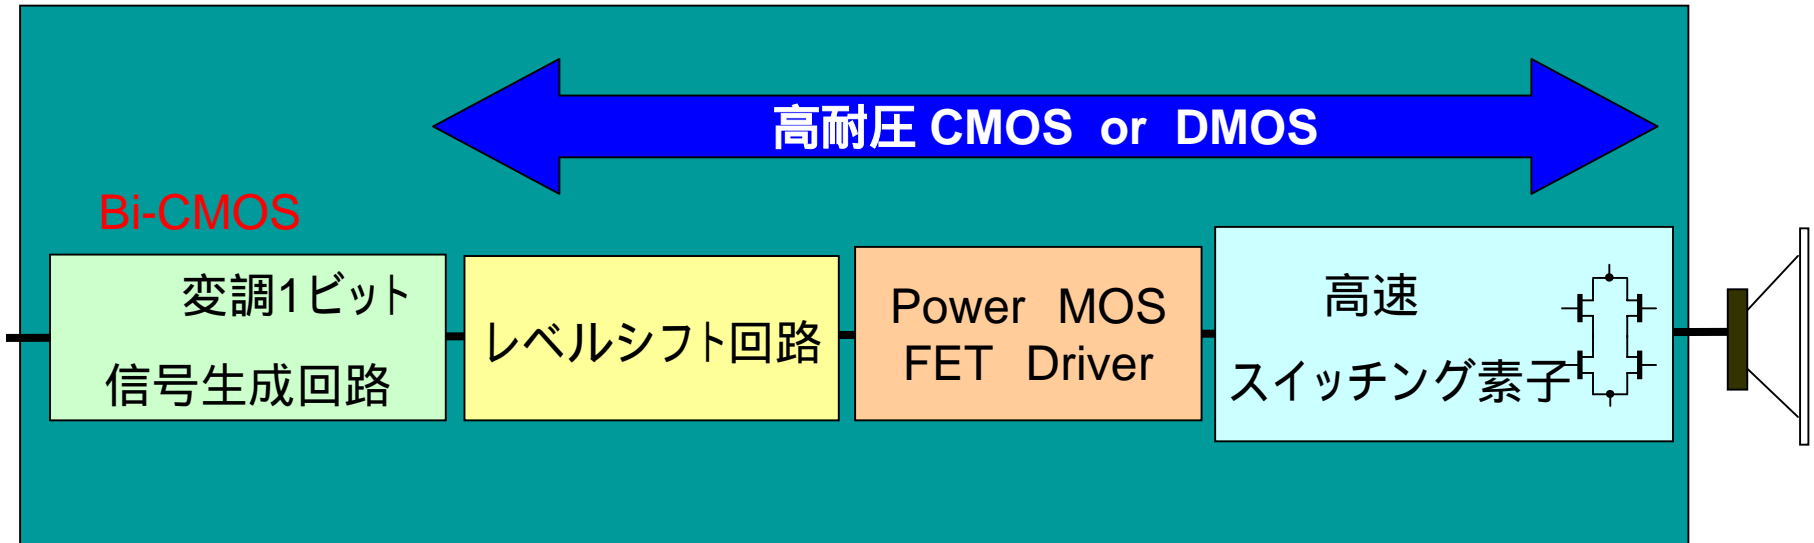 高耐圧 CMOS or DMOS
Bi-CMOS
変調1ビット
信号生成回路
レベルシフト回路
Power MOS
FET Driver
高速
スイッチング素子